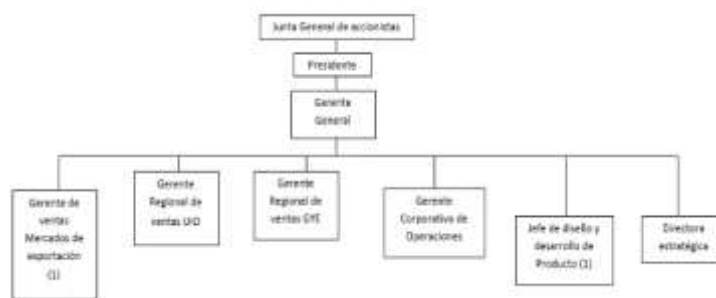 Junta General de accionistas
Presidente
Gerente
General
Gerente de
ventas
Mercados de
exportación
(1)
Gerente
Regional de
ventas UIO
Gerente
Regional de
ventas GYE
Gerente
Corporativo de
Operaciones
Jefe de diseño y
desarrollo de
Producto (1)
Directora
estratégica